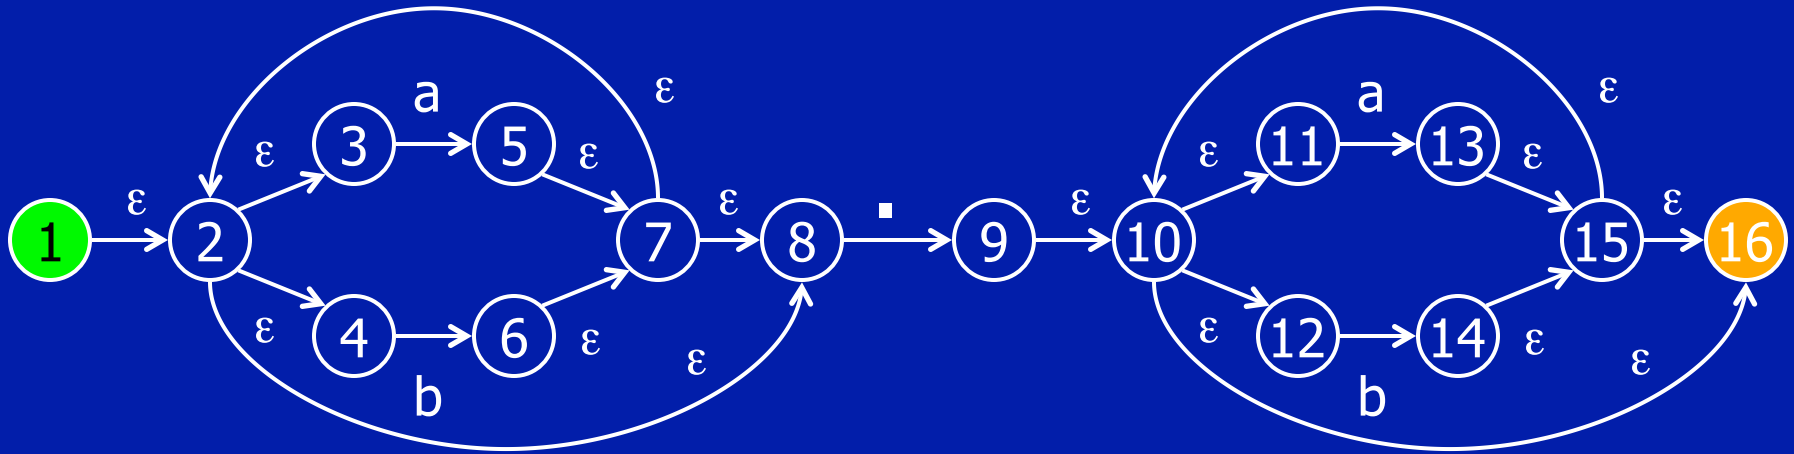 ε a ε
3 5
ε ε
ε ε . ε ε ε ε
1 2 7 8 9 10 15 16
4 6
ε ε ε
b
a ε
11 13
12 14
ε ε ε
b